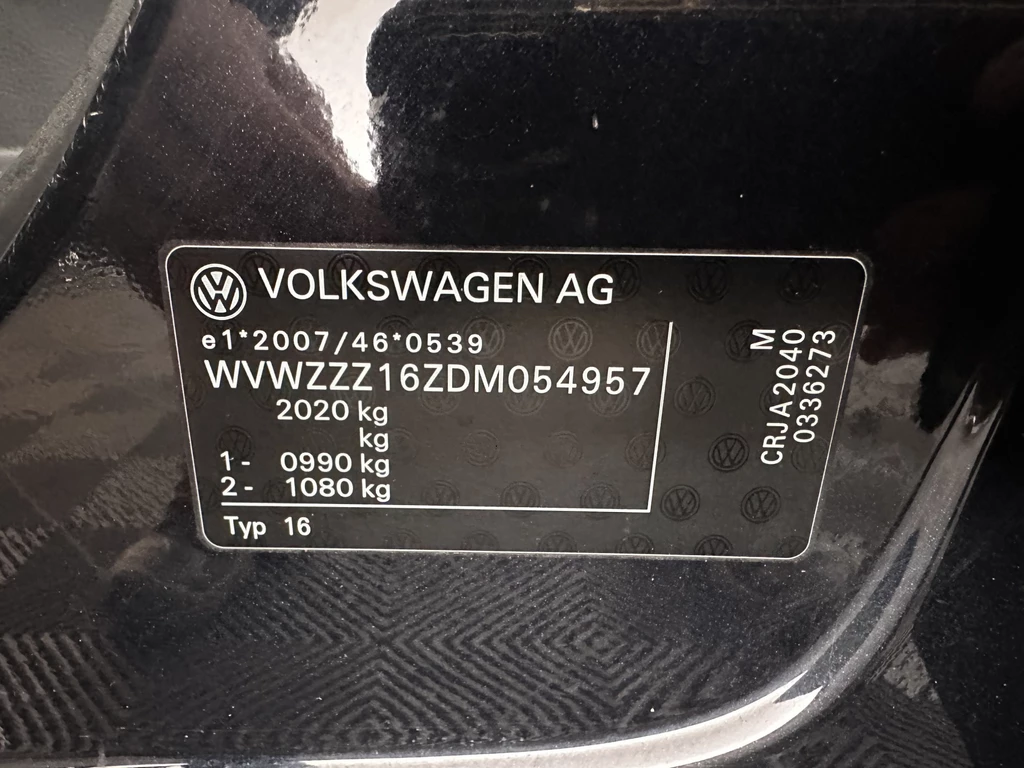 VOLKSWAGEN AG
e1*2007/46*0539
WVWZZZ16ZDM054957
2020 kg
kg
1- 0990 kg
2- 1080 kg
Typ 16
M
CRJA2040
0336273